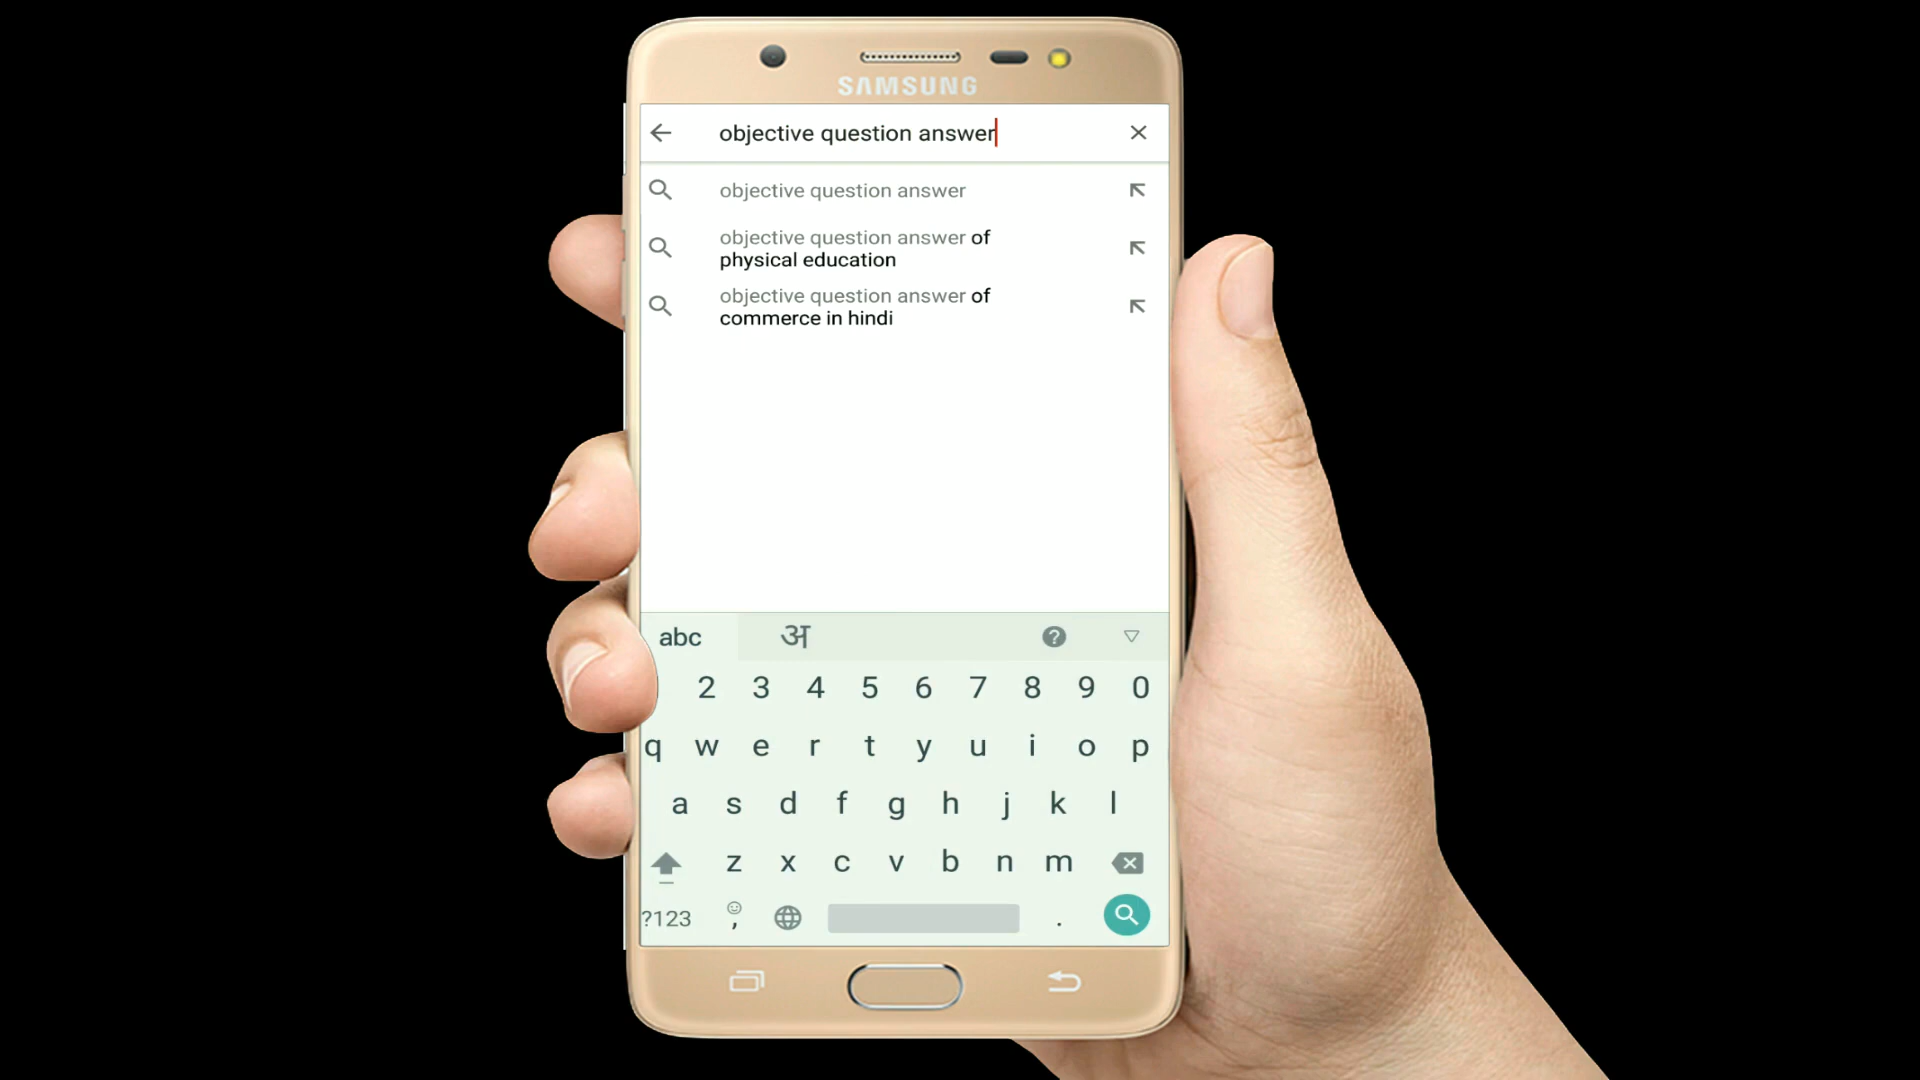 SAMSUNG
objective question answer
objective question answer
objective question answer of
physical education
objective question answer of
commerce in hindi
abc अ
2 3 4 5 6 7 8 9 0
q w e r t y u i o p
a s d f g h j k l
z x c v b n m
?123 , .